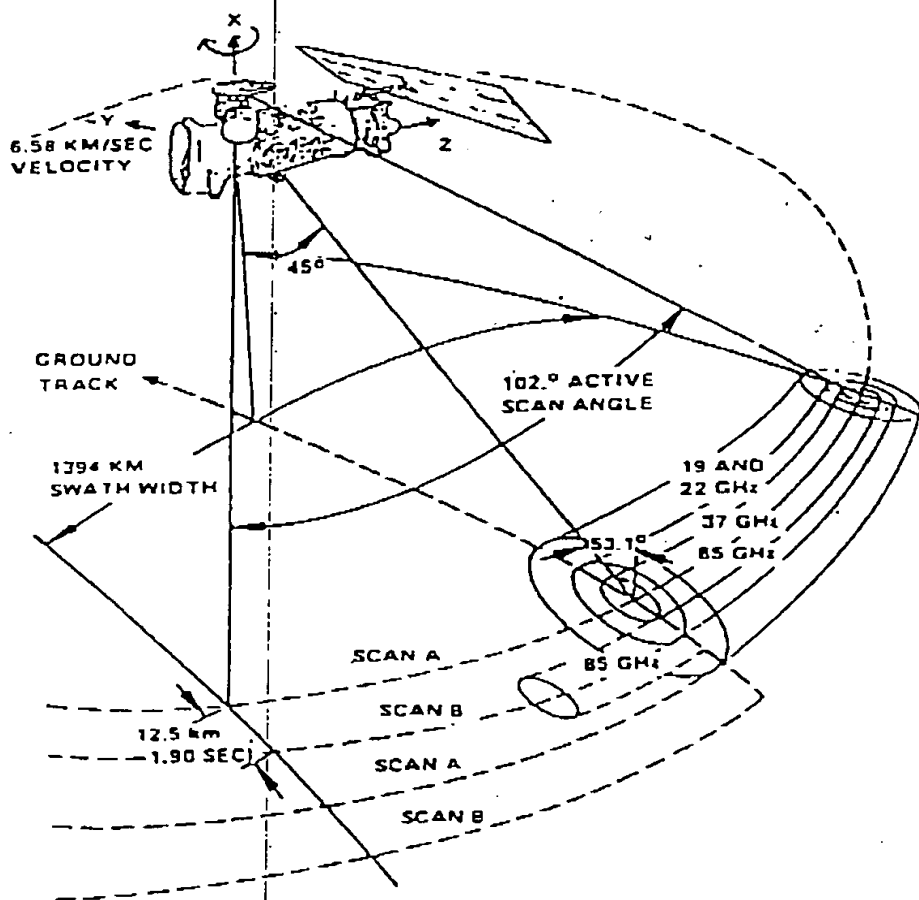 X
-Y
6.58 KM/SEC
VELOCITY
Z
45°
GROUND
TRACK
102.° ACTIVE
SCAN ANGLE
1394 KM
SWATH WIDTH
19 AND
22 GHz
37 GHz
53.1°
85 GHz
SCAN A
85 GHz
SCAN B
12.5 km
1.90 SEC)
SCAN A
SCAN B